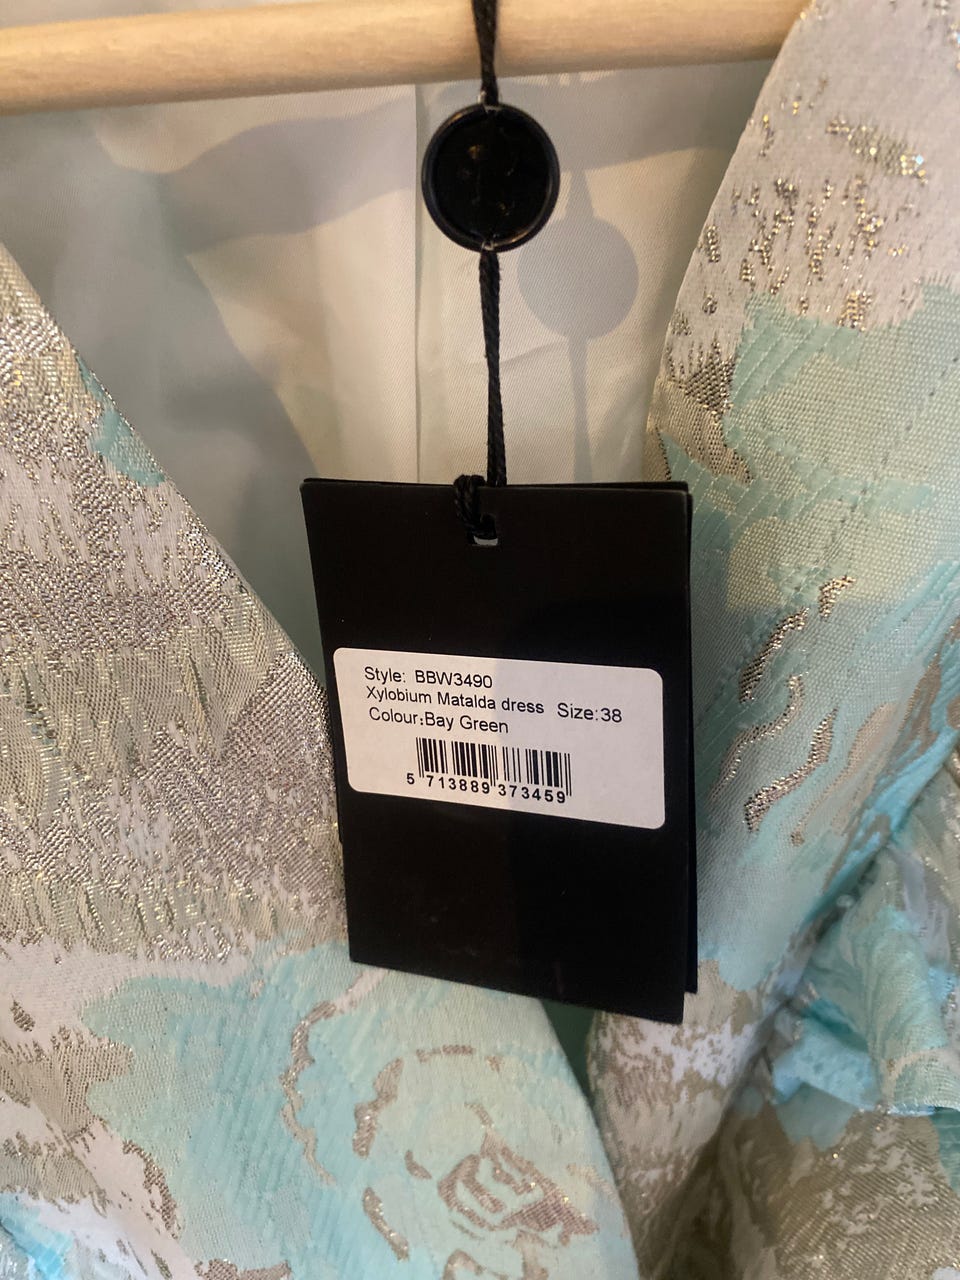 Style: BBW3490
Xylobium Matalda dress Size:38
Colour:Bay Green
5 713889 373459